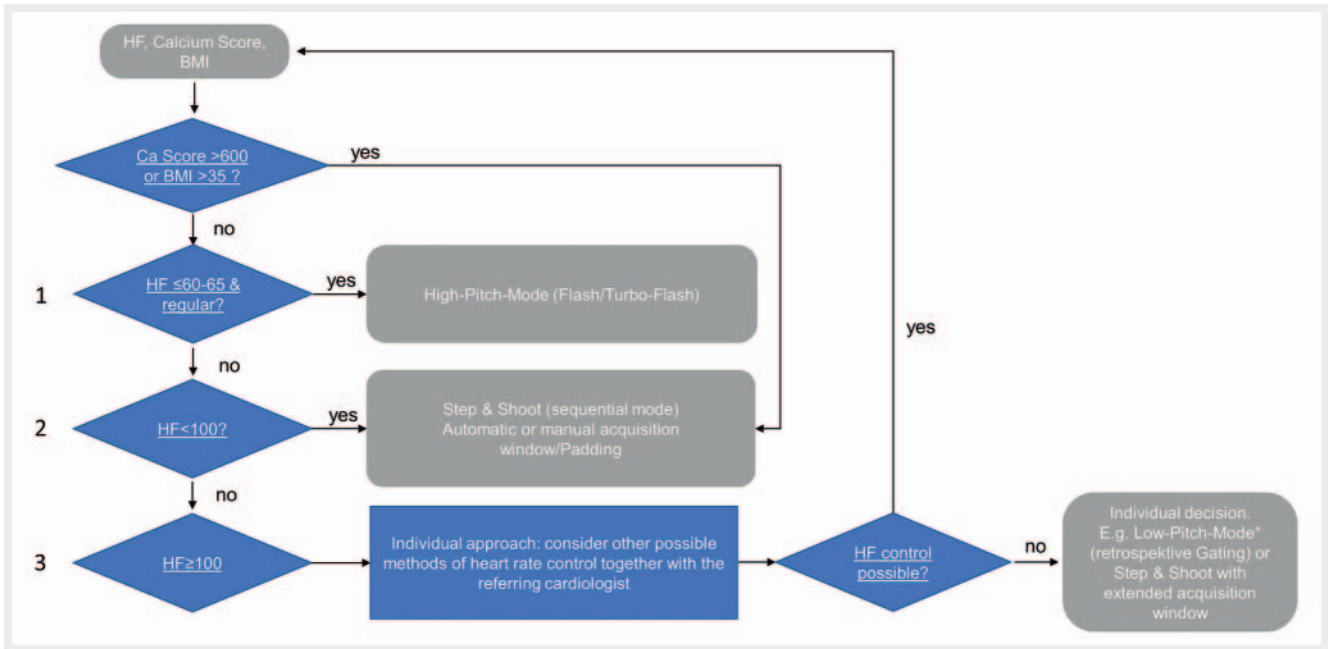 HF, Calcium Score,
BMI
Ca Score >600
or BMI >35 ?
yes
no
1
HF ≤60-65 &
regular?
yes
High-Pitch-Mode (Flash/Turbo-Flash)
yes
no
2
HF<100?
yes
Step & Shoot (sequential mode)
Automatic or manual acquisition
window/Padding
no
3
HF≥100
Individual approach: consider other possible
methods of heart rate control together with the
referring cardiologist
HF control
possible?
no
Individual decision.
E.g. Low-Pitch-Mode*
(retrospektive Gating) or
Step & Shoot with
extended acquisition
window